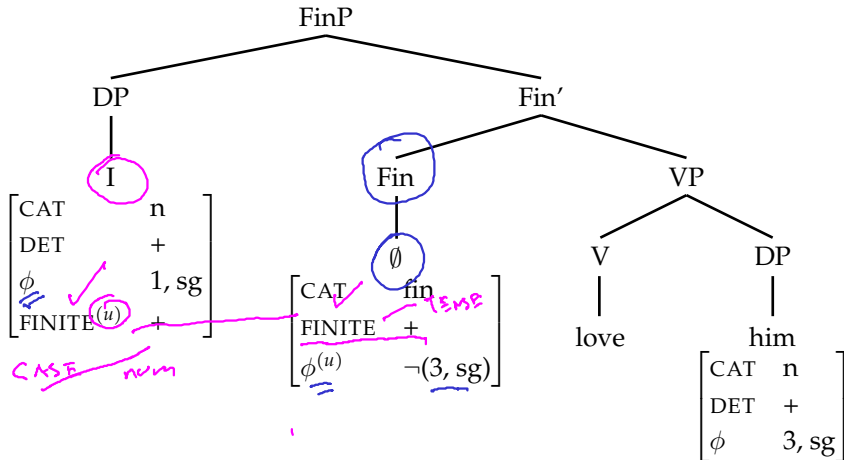 FinP
DP Fin′
I Fin VP
∅ V DP
love him
CAT n
DET +
ϕ 1, sg
FINITE(u) +
CASE nom
CAT fin
FINITE + TENSE
ϕ(u) ¬(3, sg)
CAT n
DET +
ϕ 3, sg